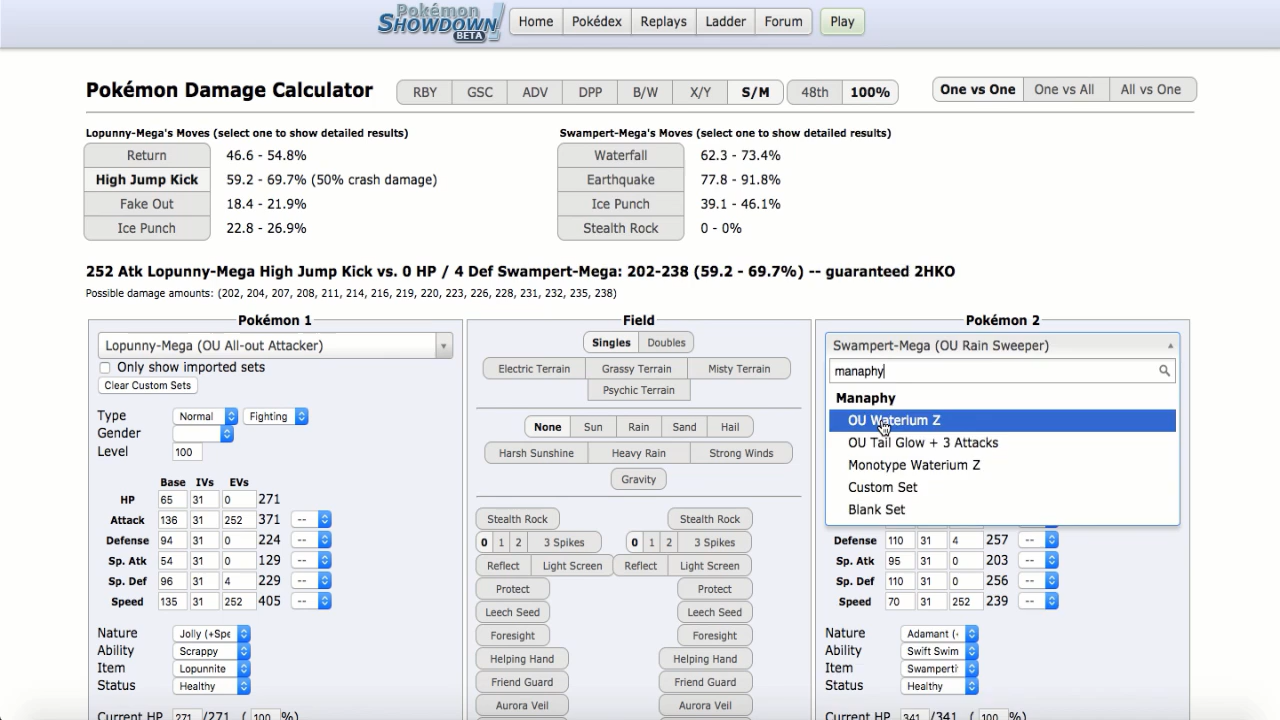 Pokémon
SHOWDOWN!
BETA
Home Pokédex Replays Ladder Forum Play
Pokémon Damage Calculator RBY GSC ADV DPP B/W X/Y S/M 48th 100% One vs One One vs All All vs One
Lopunny-Mega's Moves (select one to show detailed results) Swampert-Mega's Moves (select one to show detailed results)
Return 46.6 - 54.8% Waterfall 62.3 - 73.4%
High Jump Kick 59.2 - 69.7% (50% crash damage) Earthquake 77.8 - 91.8%
Fake Out 18.4 - 21.9% Ice Punch 39.1 - 46.1%
Ice Punch 22.8 - 26.9% Stealth Rock 0 - 0%
252 Atk Lopunny-Mega High Jump Kick vs. 0 HP / 4 Def Swampert-Mega: 202-238 (59.2 - 69.7%) -- guaranteed 2HKO
Possible damage amounts: (202, 204, 207, 208, 211, 214, 216, 219, 220, 223, 226, 228, 231, 232, 235, 238)
Pokémon 1
Lopunny-Mega (OU All-out Attacker)
Only show imported sets
Clear Custom Sets
Type Normal Fighting
Gender
Level 100
Base IVs EVs
HP 65 31 0 271
Attack 136 31 252 371 --
Defense 94 31 0 224 --
Sp. Atk 54 31 0 129 --
Sp. Def 96 31 4 229 --
Speed 135 31 252 405 --
Nature Jolly (+Spe
Ability Scrappy
Item Lopunnite
Status Healthy
Current HP 271 /271 ( 100 %)
Field
Singles Doubles
Electric Terrain Grassy Terrain Misty Terrain
Psychic Terrain
None Sun Rain Sand Hail
Harsh Sunshine Heavy Rain Strong Winds
Gravity
Stealth Rock Stealth Rock
0 1 2 3 Spikes 0 1 2 3 Spikes
Reflect Light Screen Reflect Light Screen
Protect Protect
Leech Seed Leech Seed
Foresight Foresight
Helping Hand Helping Hand
Friend Guard Friend Guard
Aurora Veil Aurora Veil
Pokémon 2
Swampert-Mega (OU Rain Sweeper)
manaphy
Manaphy
OU Waterium Z
OU Tail Glow + 3 Attacks
Monotype Waterium Z
Custom Set
Blank Set
Defense 110 31 4 257 --
Sp. Atk 95 31 0 203 --
Sp. Def 110 31 0 256 --
Speed 70 31 252 239 --
Nature Adamant (
Ability Swift Swim
Item Swamperti
Status Healthy
Current HP 341 /341 ( 100 %)